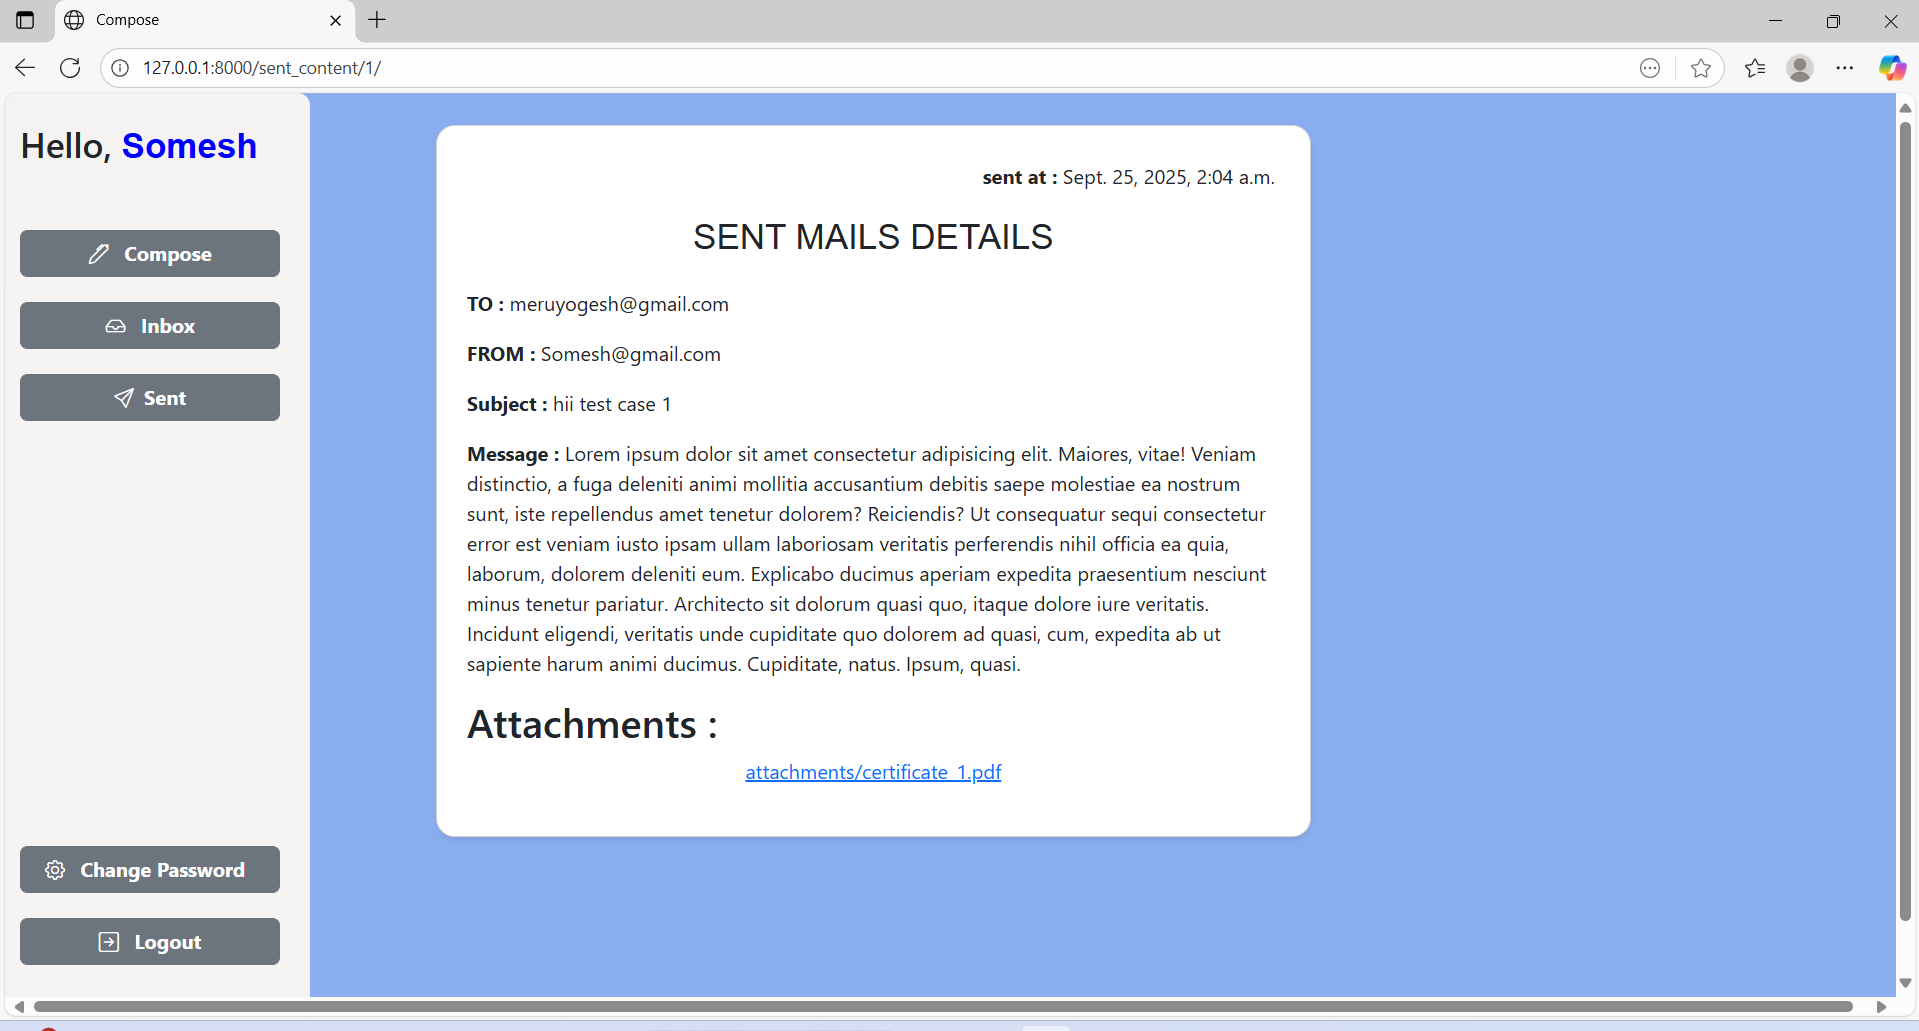 Compose
127.0.0.1:8000/sent_content/1/
Hello, Somesh
Compose
Inbox
Sent
Change Password
Logout
sent at : Sept. 25, 2025, 2:04 a.m.
SENT MAILS DETAILS
TO : meruyogesh@gmail.com
FROM : Somesh@gmail.com
Subject : hii test case 1
Message : Lorem ipsum dolor sit amet consectetur adipisicing elit. Maiores, vitae! Veniam
distinctio, a fuga deleniti animi mollitia accusantium debitis saepe molestiae ea nostrum
sunt, iste repellendus amet tenetur dolorem? Reiciendis? Ut consequatur sequi consectetur
error est veniam iusto ipsam ullam laboriosam veritatis perferendis nihil officia ea quia,
laborum, dolorem deleniti eum. Explicabo ducimus aperiam expedita praesentium nesciunt
minus tenetur pariatur. Architecto sit dolorum quasi quo, itaque dolore iure veritatis.
Incidunt eligendi, veritatis unde cupiditate quo dolorem ad quasi, cum, expedita ab ut
sapiente harum animi ducimus. Cupiditate, natus. Ipsum, quasi.
Attachments :
attachments/certificate_1.pdf